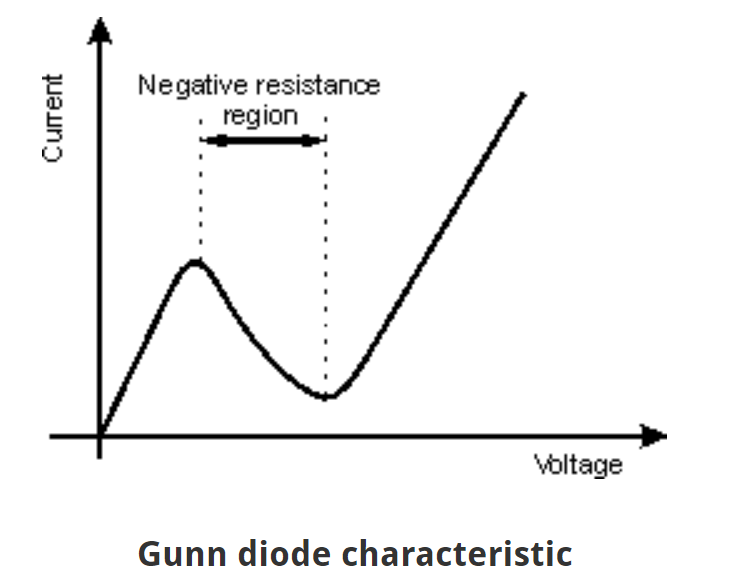 Negative resistance
region
Current
Voltage
Gunn diode characteristic